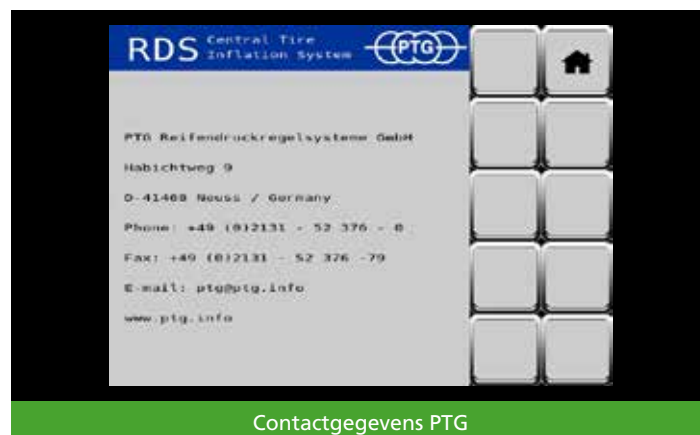 RDS Central Tire
Inflation System
PTG
PTG Reifendruckregelsysteme GmbH
Habichtweg 9
D-41468 Neuss / Germany
Phone: +49 (0)2131 - 52 376 - 0
Fax: +49 (0)2131 - 52 376 -79
E-mail: ptg@ptg.info
www.ptg.info
Contactgegevens PTG